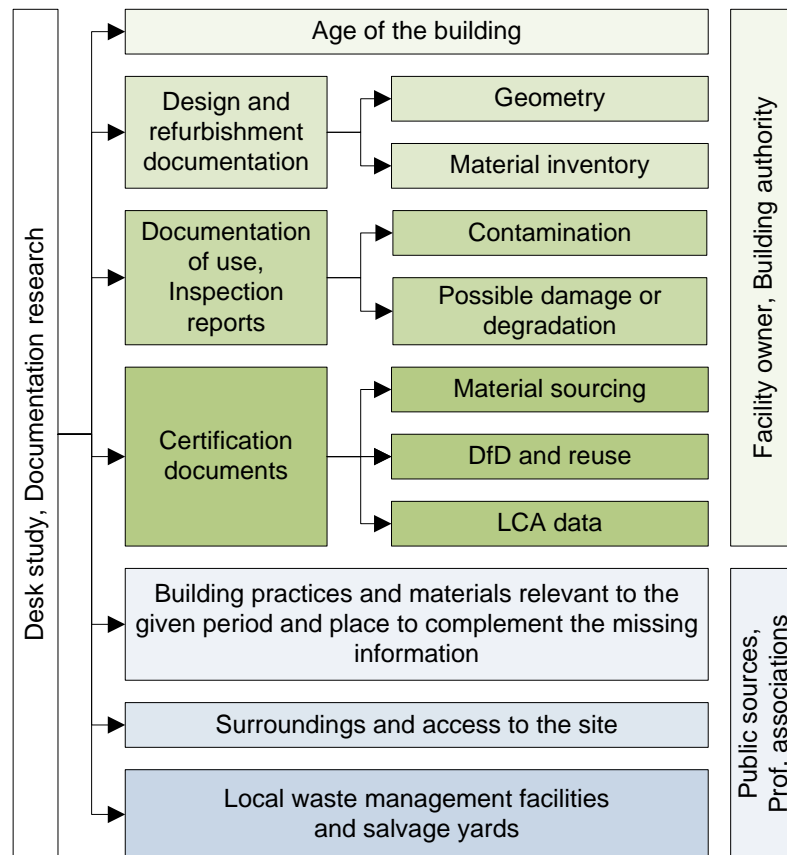 Desk study, Documentation research
Age of the building
Design and
refurbishment
documentation
Geometry
Material inventory
Documentation
of use,
Inspection
reports
Contamination
Possible damage or
degradation
Certification
documents
Material sourcing
DfD and reuse
LCA data
Building practices and materials relevant to the
given period and place to complement the missing
information
Surroundings and access to the site
Local waste management facilities
and salvage yards
Facility owner, Building authority
Public sources,
Prof. associations